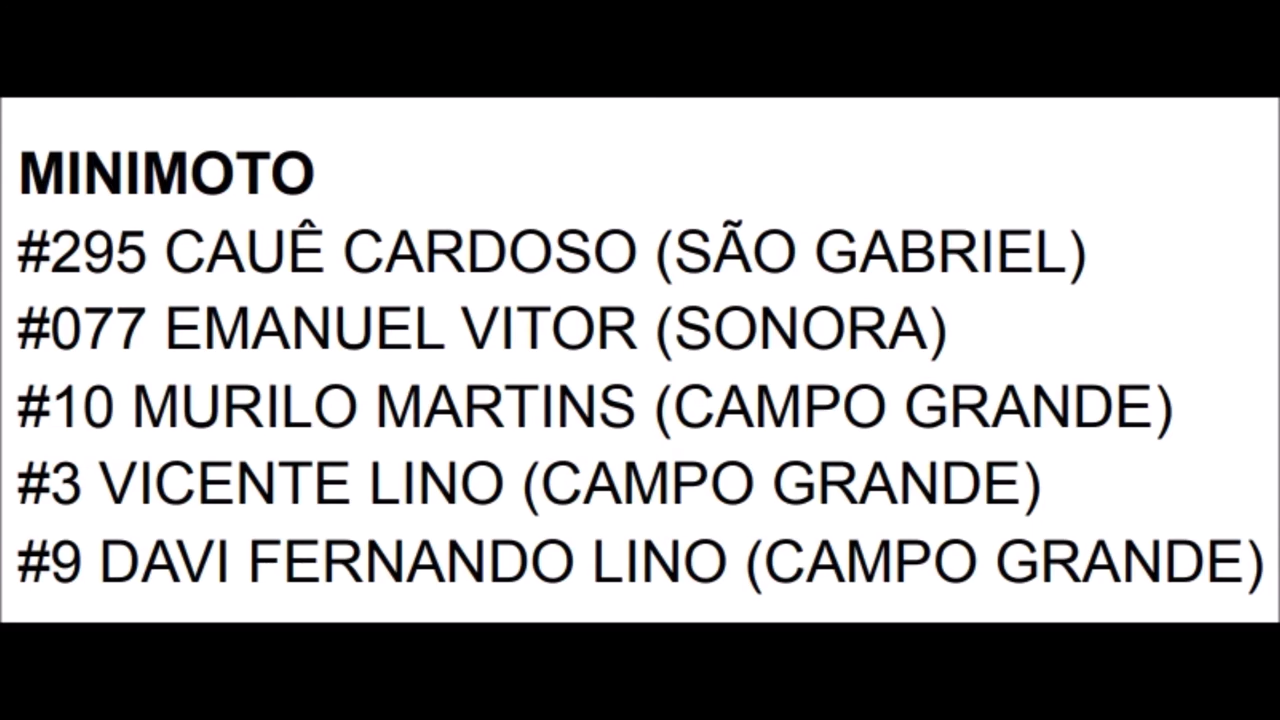 MINIMOTO
#295 CAUÊ CARDOSO (SÃO GABRIEL)
#077 EMANUEL VITOR (SONORA)
#10 MURILO MARTINS (CAMPO GRANDE)
#3 VICENTE LINO (CAMPO GRANDE)
#9 DAVI FERNANDO LINO (CAMPO GRANDE)